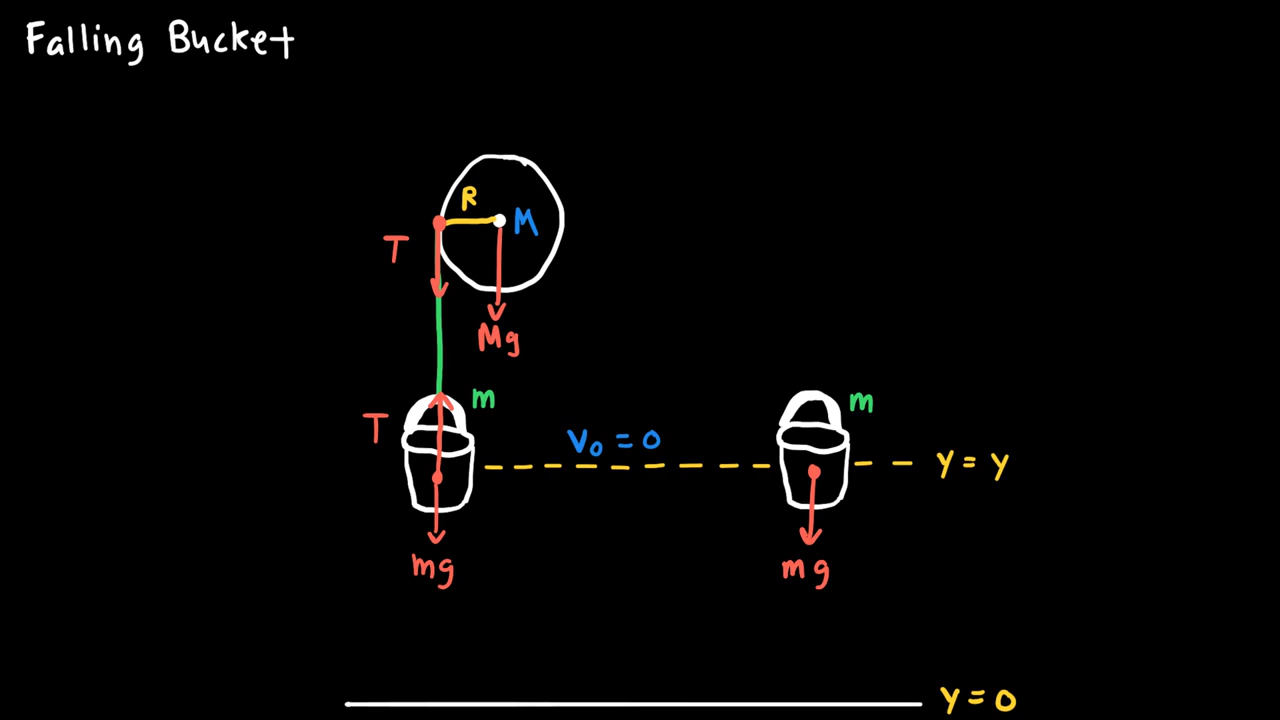 Falling Bucket
R
M
T
Mg
T
m
m
v₀ = 0
y = y
mg
mg
y = 0